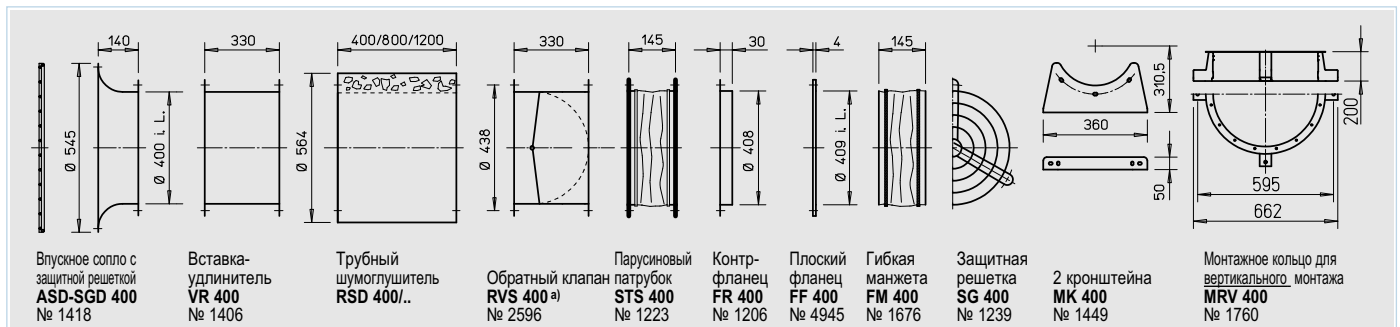 140
330
400/800/1200
330
145
30
4
145
310,5
200
Ø 545
Ø 400 i. L.
Ø 564
Ø 438
Ø 408
Ø 409 i. L.
360
50
595
662
Впускное сопло с
защитной решеткой
ASD-SGD 400
№ 1418
Вставка-
удлинитель
VR 400
№ 1406
Трубный
шумоглушитель
RSD 400/..
Обратный клапан
RVS 400 a)
№ 2596
Парусиновый
патрубок
STS 400
№ 1223
Контр-
фланец
FR 400
№ 1206
Плоский
фланец
FF 400
№ 4945
Гибкая
манжета
FM 400
№ 1676
Защитная
решетка
SG 400
№ 1239
2 кронштейна
MK 400
№ 1449
Монтажное кольцо для
вертикального монтажа
MRV 400
№ 1760